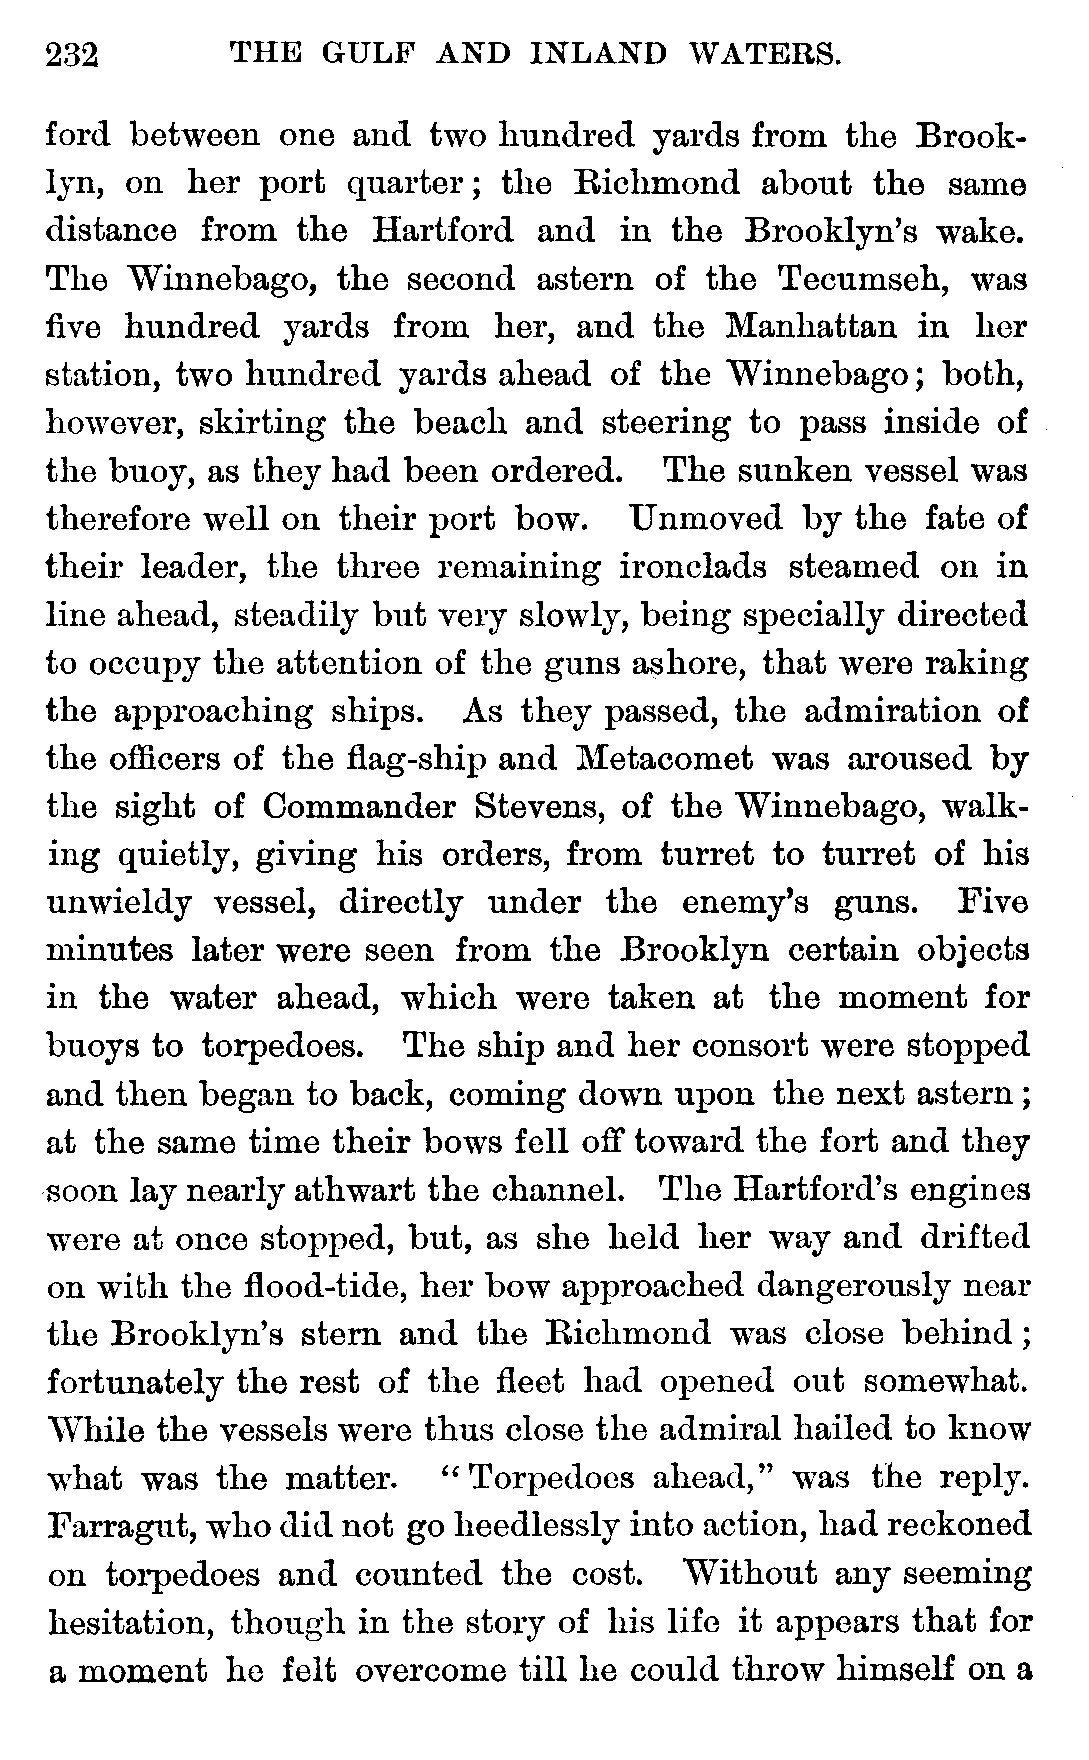 232 THE GULF AND INLAND WATERS.
ford between one and two hundred yards from the Brook-
lyn, on her port quarter; the Richmond about the same
distance from the Hartford and in the Brooklyn's wake.
The Winnebago, the second astern of the Tecumseh, was
five hundred yards from her, and the Manhattan in her
station, two hundred yards ahead of the Winnebago; both,
however, skirting the beach and steering to pass inside of
the buoy, as they had been ordered. The sunken vessel was
therefore well on their port bow. Unmoved by the fate of
their leader, the three remaining ironclads steamed on in
line ahead, steadily but very slowly, being specially directed
to occupy the attention of the guns ashore, that were raking
the approaching ships. As they passed, the admiration of
the officers of the flag-ship and Metacomet was aroused by
the sight of Commander Stevens, of the Winnebago, walk-
ing quietly, giving his orders, from turret to turret of his
unwieldy vessel, directly under the enemy's guns. Five
minutes later were seen from the Brooklyn certain objects
in the water ahead, which were taken at the moment for
buoys to torpedoes. The ship and her consort were stopped
and then began to back, coming down upon the next astern;
at the same time their bows fell off toward the fort and they
soon lay nearly athwart the channel. The Hartford's engines
were at once stopped, but, as she held her way and drifted
on with the flood-tide, her bow approached dangerously near
the Brooklyn's stern and the Richmond was close behind;
fortunately the rest of the fleet had opened out somewhat.
While the vessels were thus close the admiral hailed to know
what was the matter. "Torpedoes ahead," was the reply.
Farragut, who did not go heedlessly into action, had reckoned
on torpedoes and counted the cost. Without any seeming
hesitation, though in the story of his life it appears that for
a moment he felt overcome till he could throw himself on a